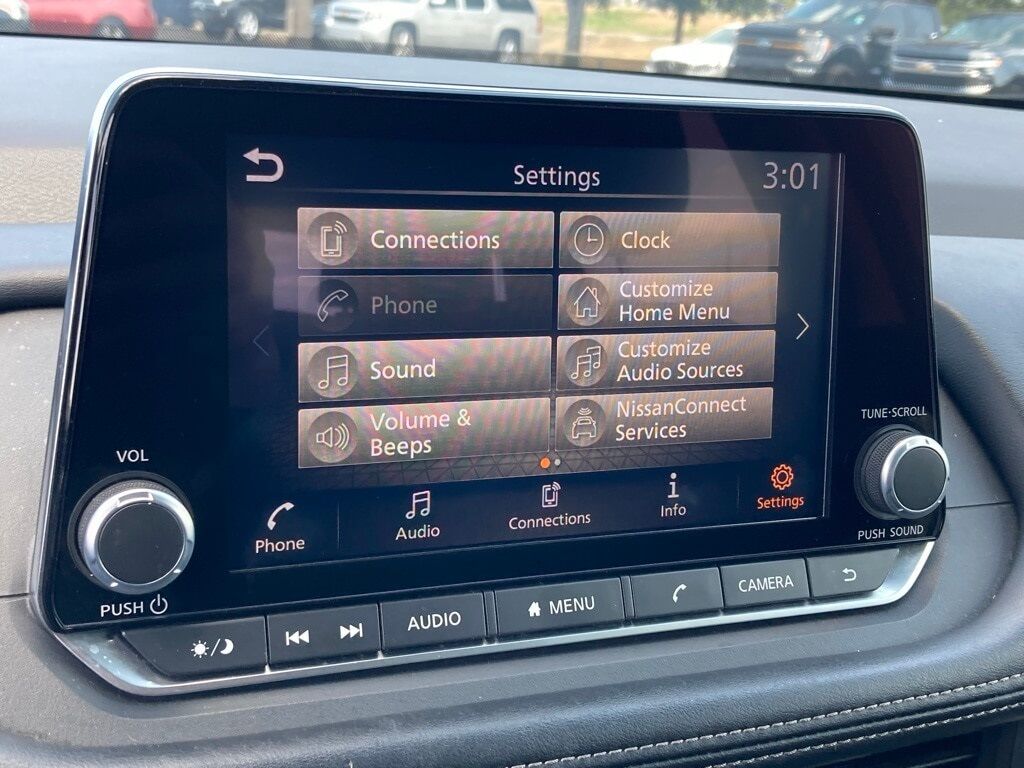 Settings
3:01
Connections
Clock
Phone
Customize
Home Menu
Sound
Customize
Audio Sources
Volume &
Beeps
NissanConnect
Services
Phone
Audio
Connections
Info
Settings
VOL
PUSH
TUNE·SCROLL
PUSH SOUND
AUDIO
MENU
CAMERA